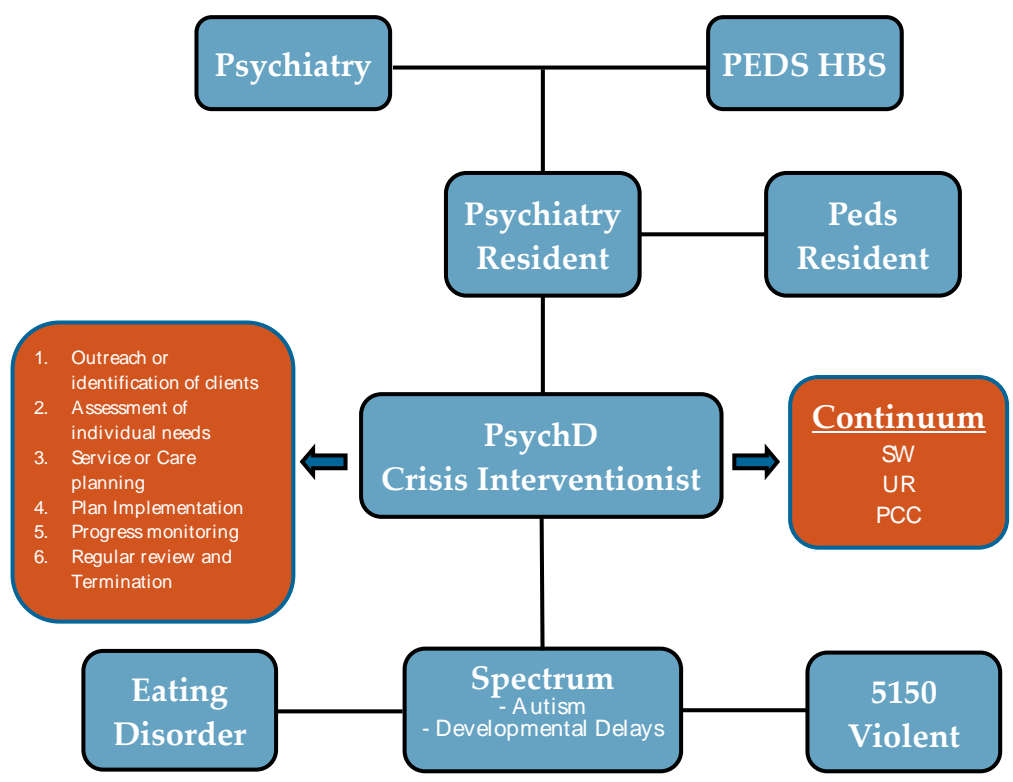 Psychiatry
PEDS HBS
Psychiatry
Resident
Peds
Resident
1. Outreach or
identification of clients
2. Assessment of
individual needs
3. Service or Care
planning
4. Plan Implementation
5. Progress monitoring
6. Regular review and
Termination
PsychD
Crisis Interventionist
Continuum
SW
UR
PCC
Eating
Disorder
Spectrum
- Autism
- Developmental Delays
5150
Violent